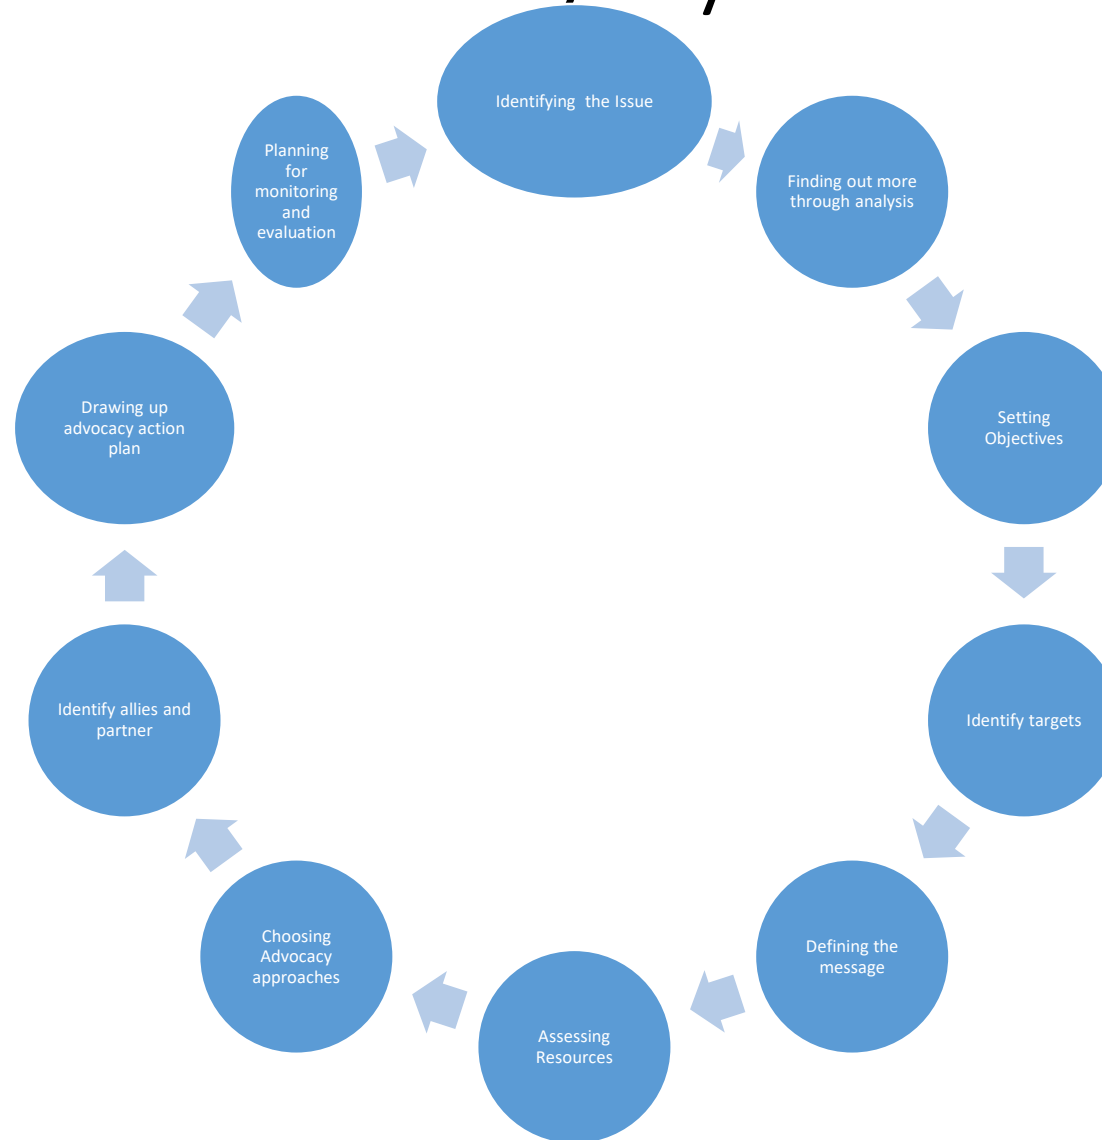 Identifying the Issue
Finding out more
through analysis
Setting
Objectives
Identify targets
Defining the
message
Assessing
Resources
Choosing
Advocacy
approaches
Identify allies and
partner
Drawing up
advocacy action
plan
Planning
for
monitoring
and
evaluation